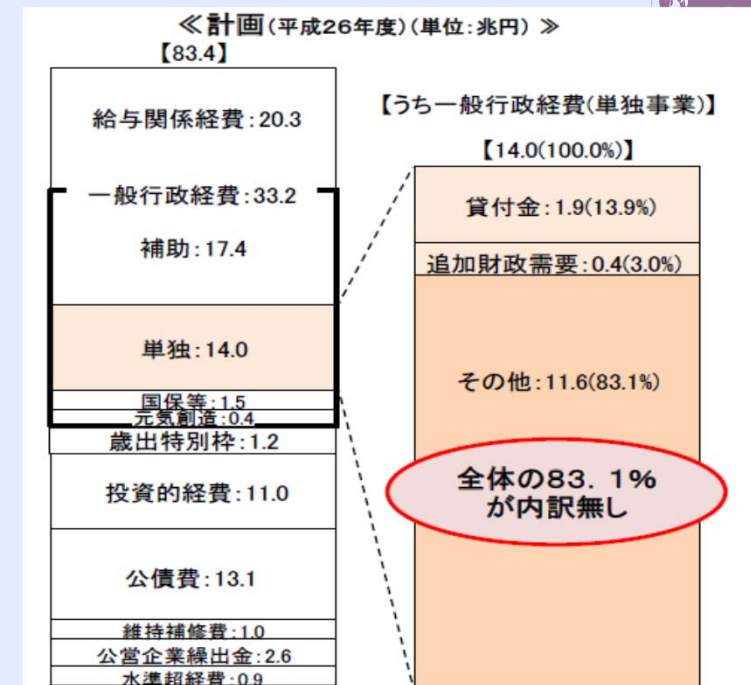 ≪計画(平成26年度)(単位:兆円) ≫
【83.4】
給与関係経費:20.3
一般行政経費:33.2
補助:17.4
単独:14.0
国保等:1.5
元気創造:0.4
歳出特別枠:1.2
投資的経費:11.0
公債費:13.1
維持補修費:1.0
公営企業繰出金:2.6
水準超経費:0.9
【うち一般行政経費(単独事業)】
【14.0(100.0%)】
貸付金:1.9(13.9%)
追加財政需要:0.4(3.0%)
その他:11.6(83.1%)
全体の83.1%
が内訳無し